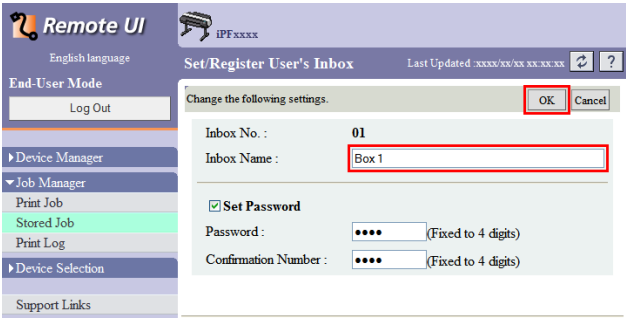 Remote UI
English language
End-User Mode
Log Out
Device Manager
Job Manager
Print Job
Stored Job
Print Log
Device Selection
Support Links
iPFxxxx
Set/Register User's Inbox Last Updated :xxxx/xx/xx xx:xx:xx ?
Change the following settings. OK Cancel
Inbox No. : 01
Inbox Name : Box 1
Set Password
Password : •••• (Fixed to 4 digits)
Confirmation Number : •••• (Fixed to 4 digits)